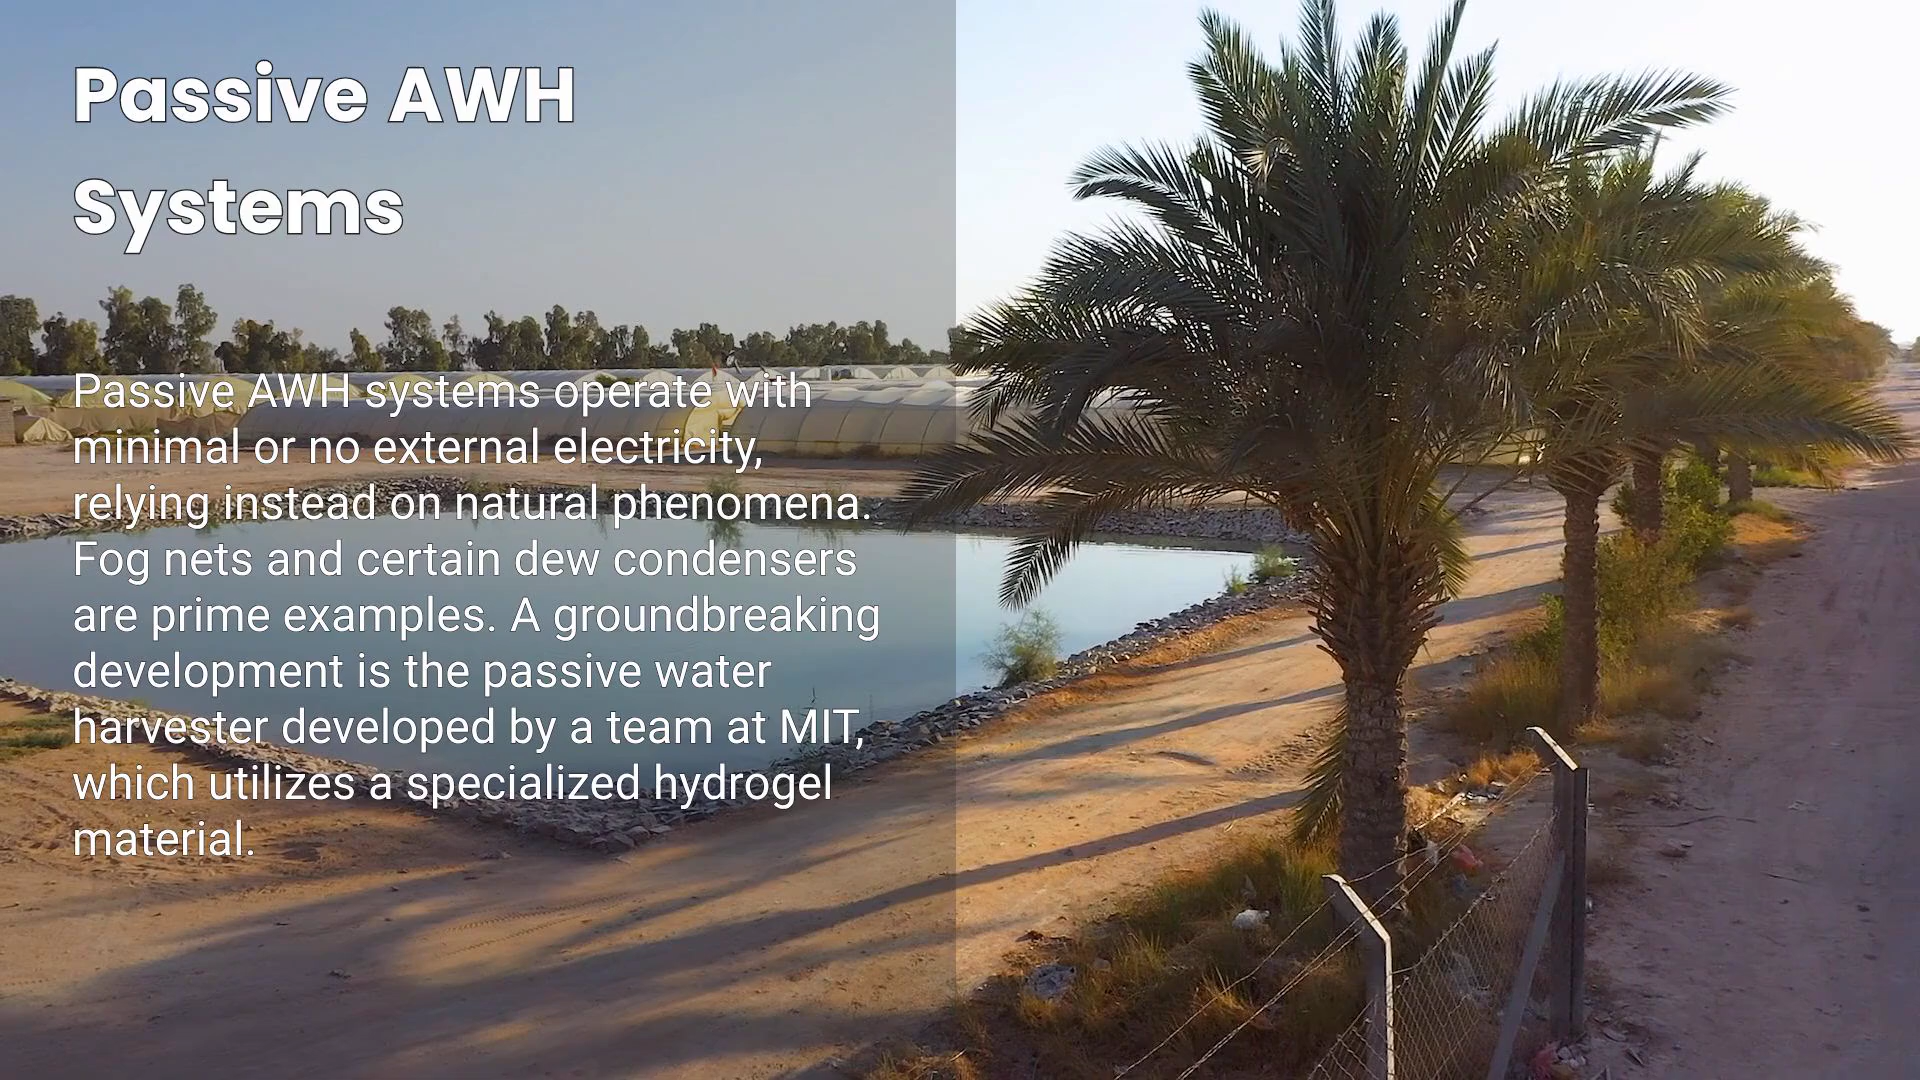 Passive AWH
Systems
Passive AWH systems operate with
minimal or no external electricity,
relying instead on natural phenomena.
Fog nets and certain dew condensers
are prime examples. A groundbreaking
development is the passive water
harvester developed by a team at MIT,
which utilizes a specialized hydrogel
material.